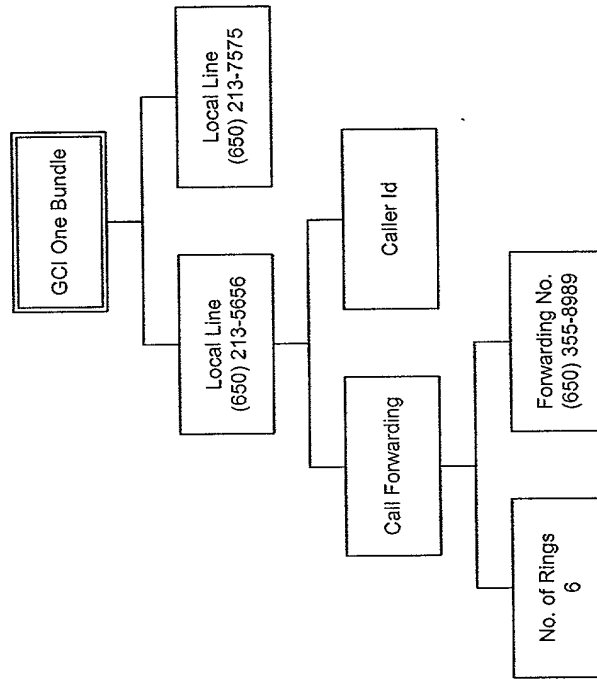 GCI One Bundle
Local Line
(650) 213-5656
Local Line
(650) 213-7575
Call Forwarding
Caller Id
No. of Rings
6
Forwarding No.
(650) 355-8989